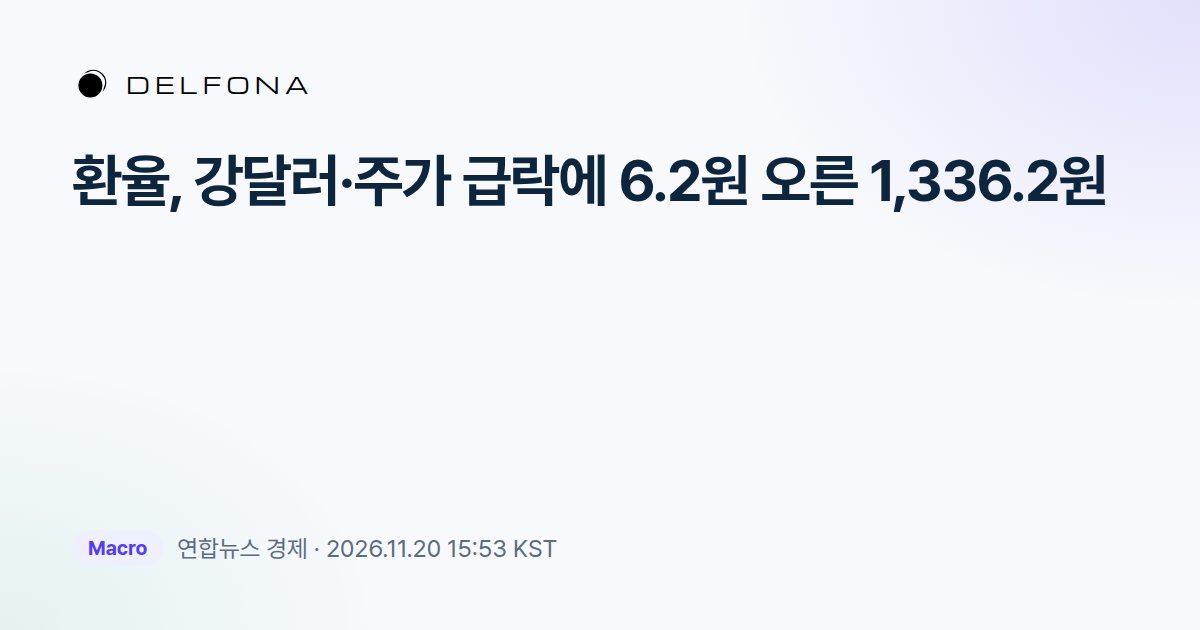 DELFONA
환율, 강달러·주가 급락에 6.2원 오른 1,336.2원
Macro 연합뉴스 경제 · 2026.11.20 15:53 KST